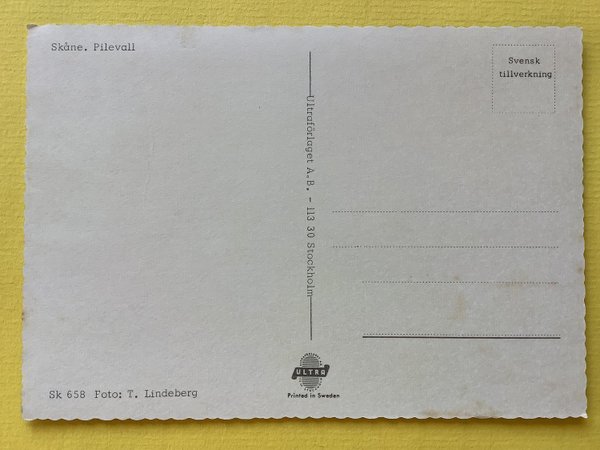 Skåne. Pilevall
Svensk
tillverkning
Ultraförlaget A.B. - 113 30 Stockholm
Sk 658 Foto: T. Lindeberg
ULTRA
Printed in Sweden